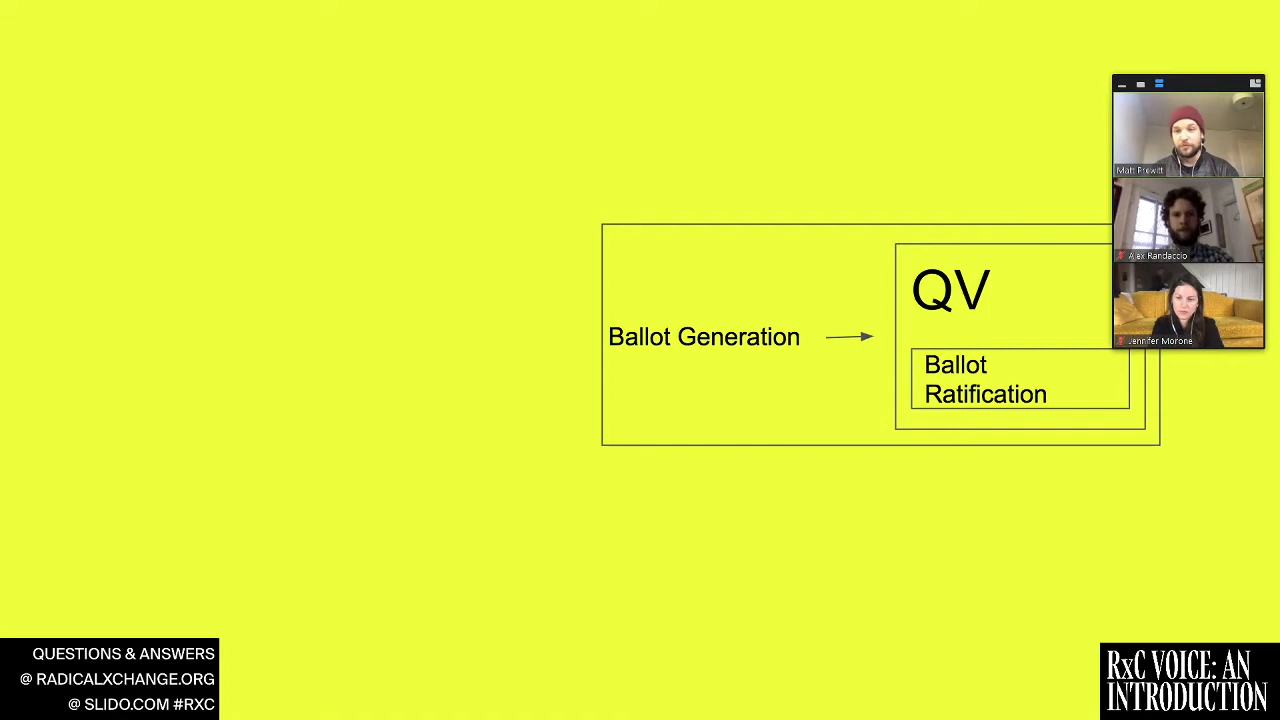 Matt Prewitt
Alex Randaccio
Jennifer Morone
QV
Ballot Generation
Ballot
Ratification
QUESTIONS & ANSWERS
@ RADICALXCHANGE.ORG
@ SLIDO.COM #RXC
RxC VOICE: AN
INTRODUCTION